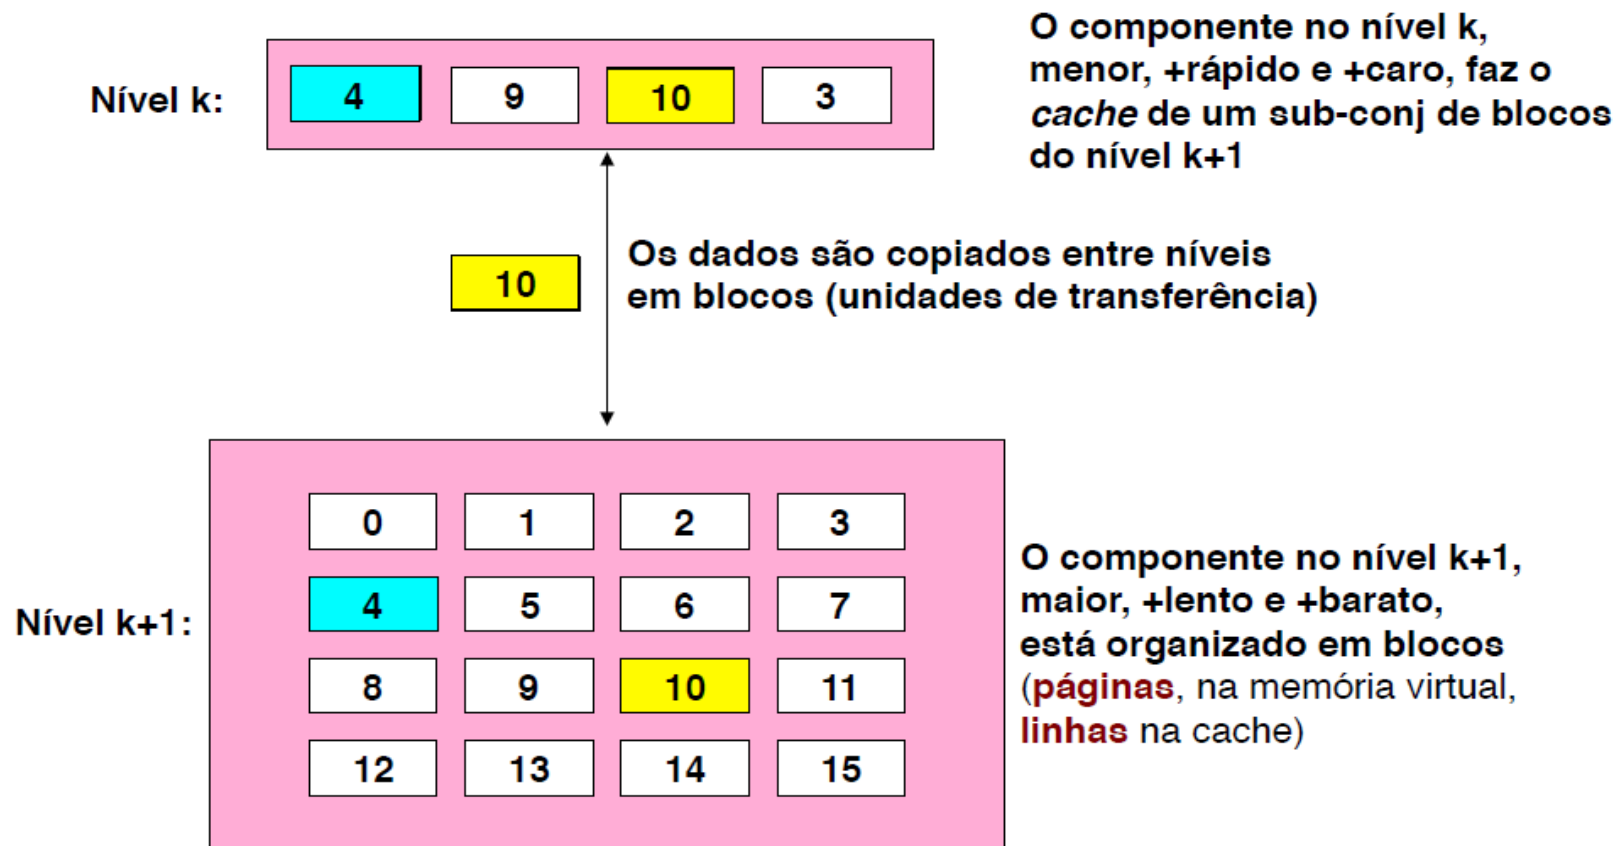 O componente no nível k,
menor, +rápido e +caro, faz o
cache de um sub-conj de blocos
do nível k+1
Nível k:
4 9 10 3
10
Os dados são copiados entre níveis
em blocos (unidades de transferência)
Nível k+1:
0 1 2 3
4 5 6 7
8 9 10 11
12 13 14 15
O componente no nível k+1,
maior, +lento e +barato,
está organizado em blocos
(páginas, na memória virtual,
linhas na cache)